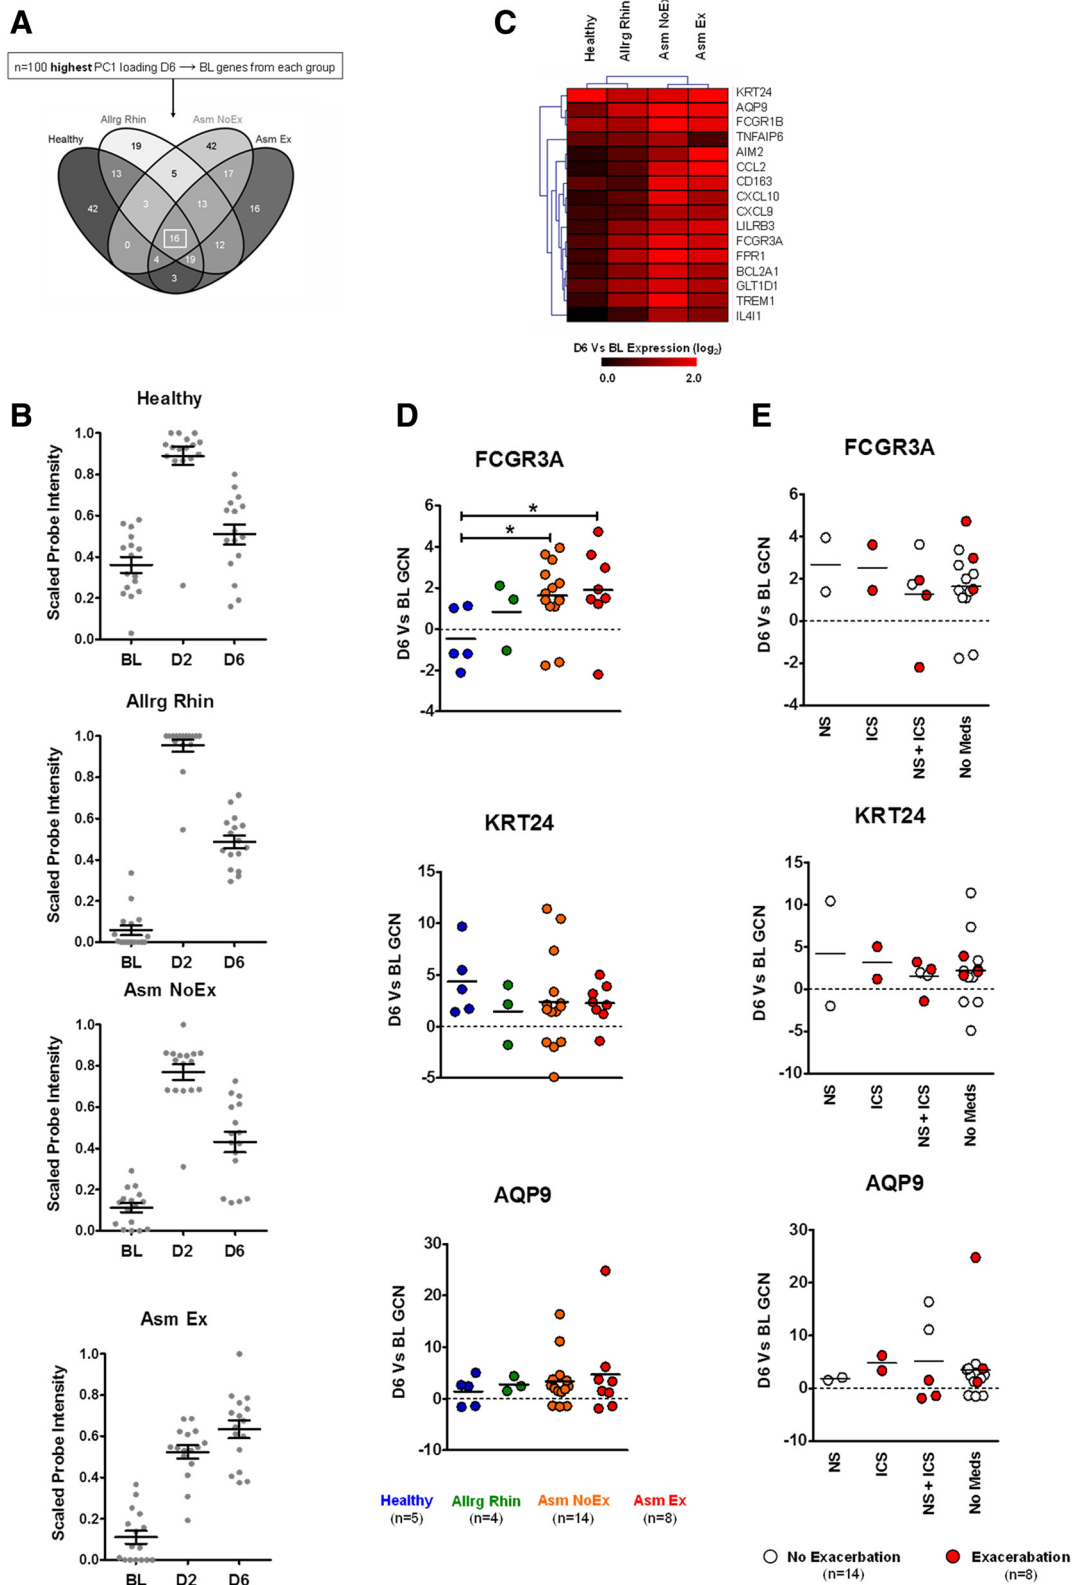 A
n=100 highest PC1 loading D6 → BL genes from each group
Healthy
Allrg Rhin
Asm NoEx
Asm Ex
19
42
13
5
17
42
3
13
16
0
16
12
4
19
3
C
Healthy
Allrg Rhin
Asm NoEx
Asm Ex
KRT24
AQP9
FCGR1B
TNFAIP6
AIM2
CCL2
CD163
CXCL10
CXCL9
LILRB3
FCGR3A
FPR1
BCL2A1
GLT1D1
TREM1
IL4I1
D6 Vs BL Expression (log2)
0.0
2.0
B
Healthy
Scaled Probe Intensity
1.0
0.8
0.6
0.4
0.2
0.0
BL
D2
D6
Allrg Rhin
Scaled Probe Intensity
1.0
0.8
0.6
0.4
0.2
0.0
BL
D2
D6
Asm NoEx
Scaled Probe Intensity
1.0
0.8
0.6
0.4
0.2
0.0
BL
D2
D6
Asm Ex
Scaled Probe Intensity
1.0
0.8
0.6
0.4
0.2
0.0
BL
D2
D6
D
FCGR3A
D6 Vs BL GCN
6
4
2
0
-2
-4
*
*
KRT24
D6 Vs BL GCN
15
10
5
0
-5
AQP9
D6 Vs BL GCN
30
20
10
0
-10
Healthy
(n=5)
Allrg Rhin
(n=4)
Asm NoEx
(n=14)
Asm Ex
(n=8)
E
FCGR3A
D6 Vs BL GCN
6
4
2
0
-2
-4
NS
ICS
NS + ICS
No Meds
KRT24
D6 Vs BL GCN
15
10
5
0
-5
-10
NS
ICS
NS + ICS
No Meds
AQP9
D6 Vs BL GCN
30
20
10
0
-10
NS
ICS
NS + ICS
No Meds
No Exacerbation
(n=14)
Exacerabation
(n=8)